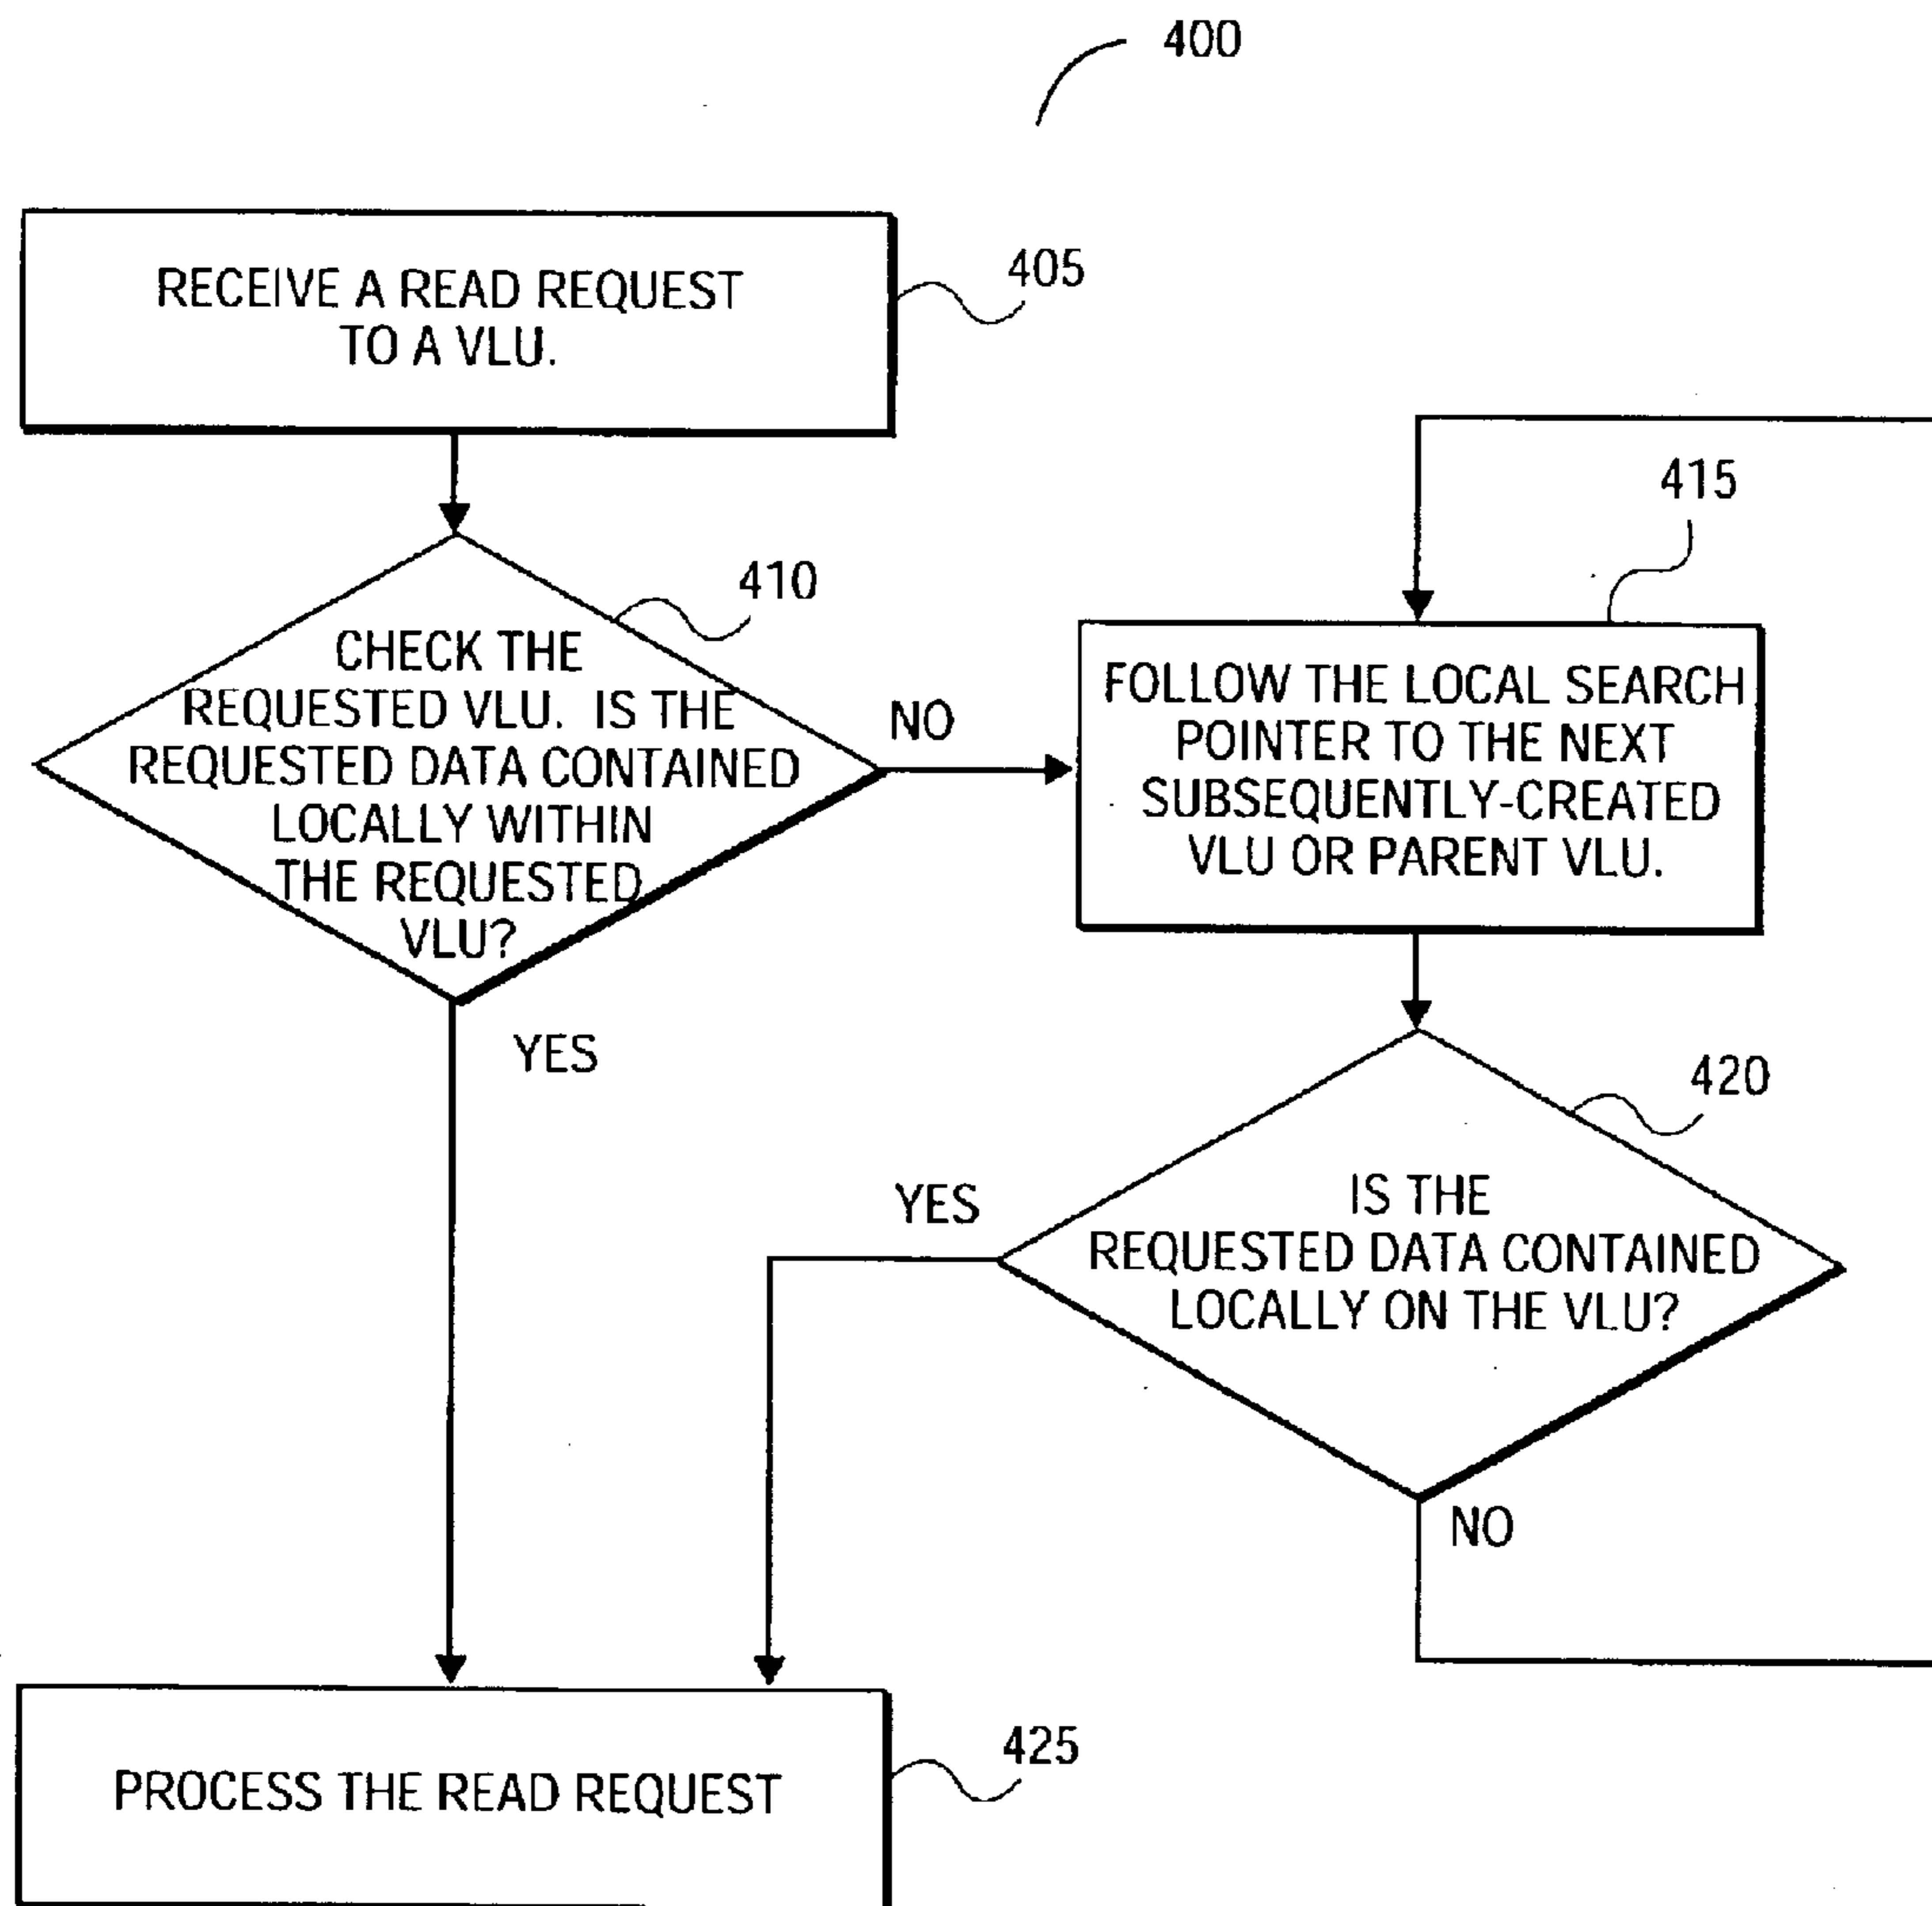 400
RECEIVE A READ REQUEST
TO A VLU.
405
410
CHECK THE
REQUESTED VLU. IS THE
REQUESTED DATA CONTAINED
LOCALLY WITHIN
THE REQUESTED
VLU?
NO
YES
415
FOLLOW THE LOCAL SEARCH
POINTER TO THE NEXT
SUBSEQUENTLY-CREATED
VLU OR PARENT VLU.
420
IS THE
REQUESTED DATA CONTAINED
LOCALLY ON THE VLU?
YES
NO
PROCESS THE READ REQUEST
425